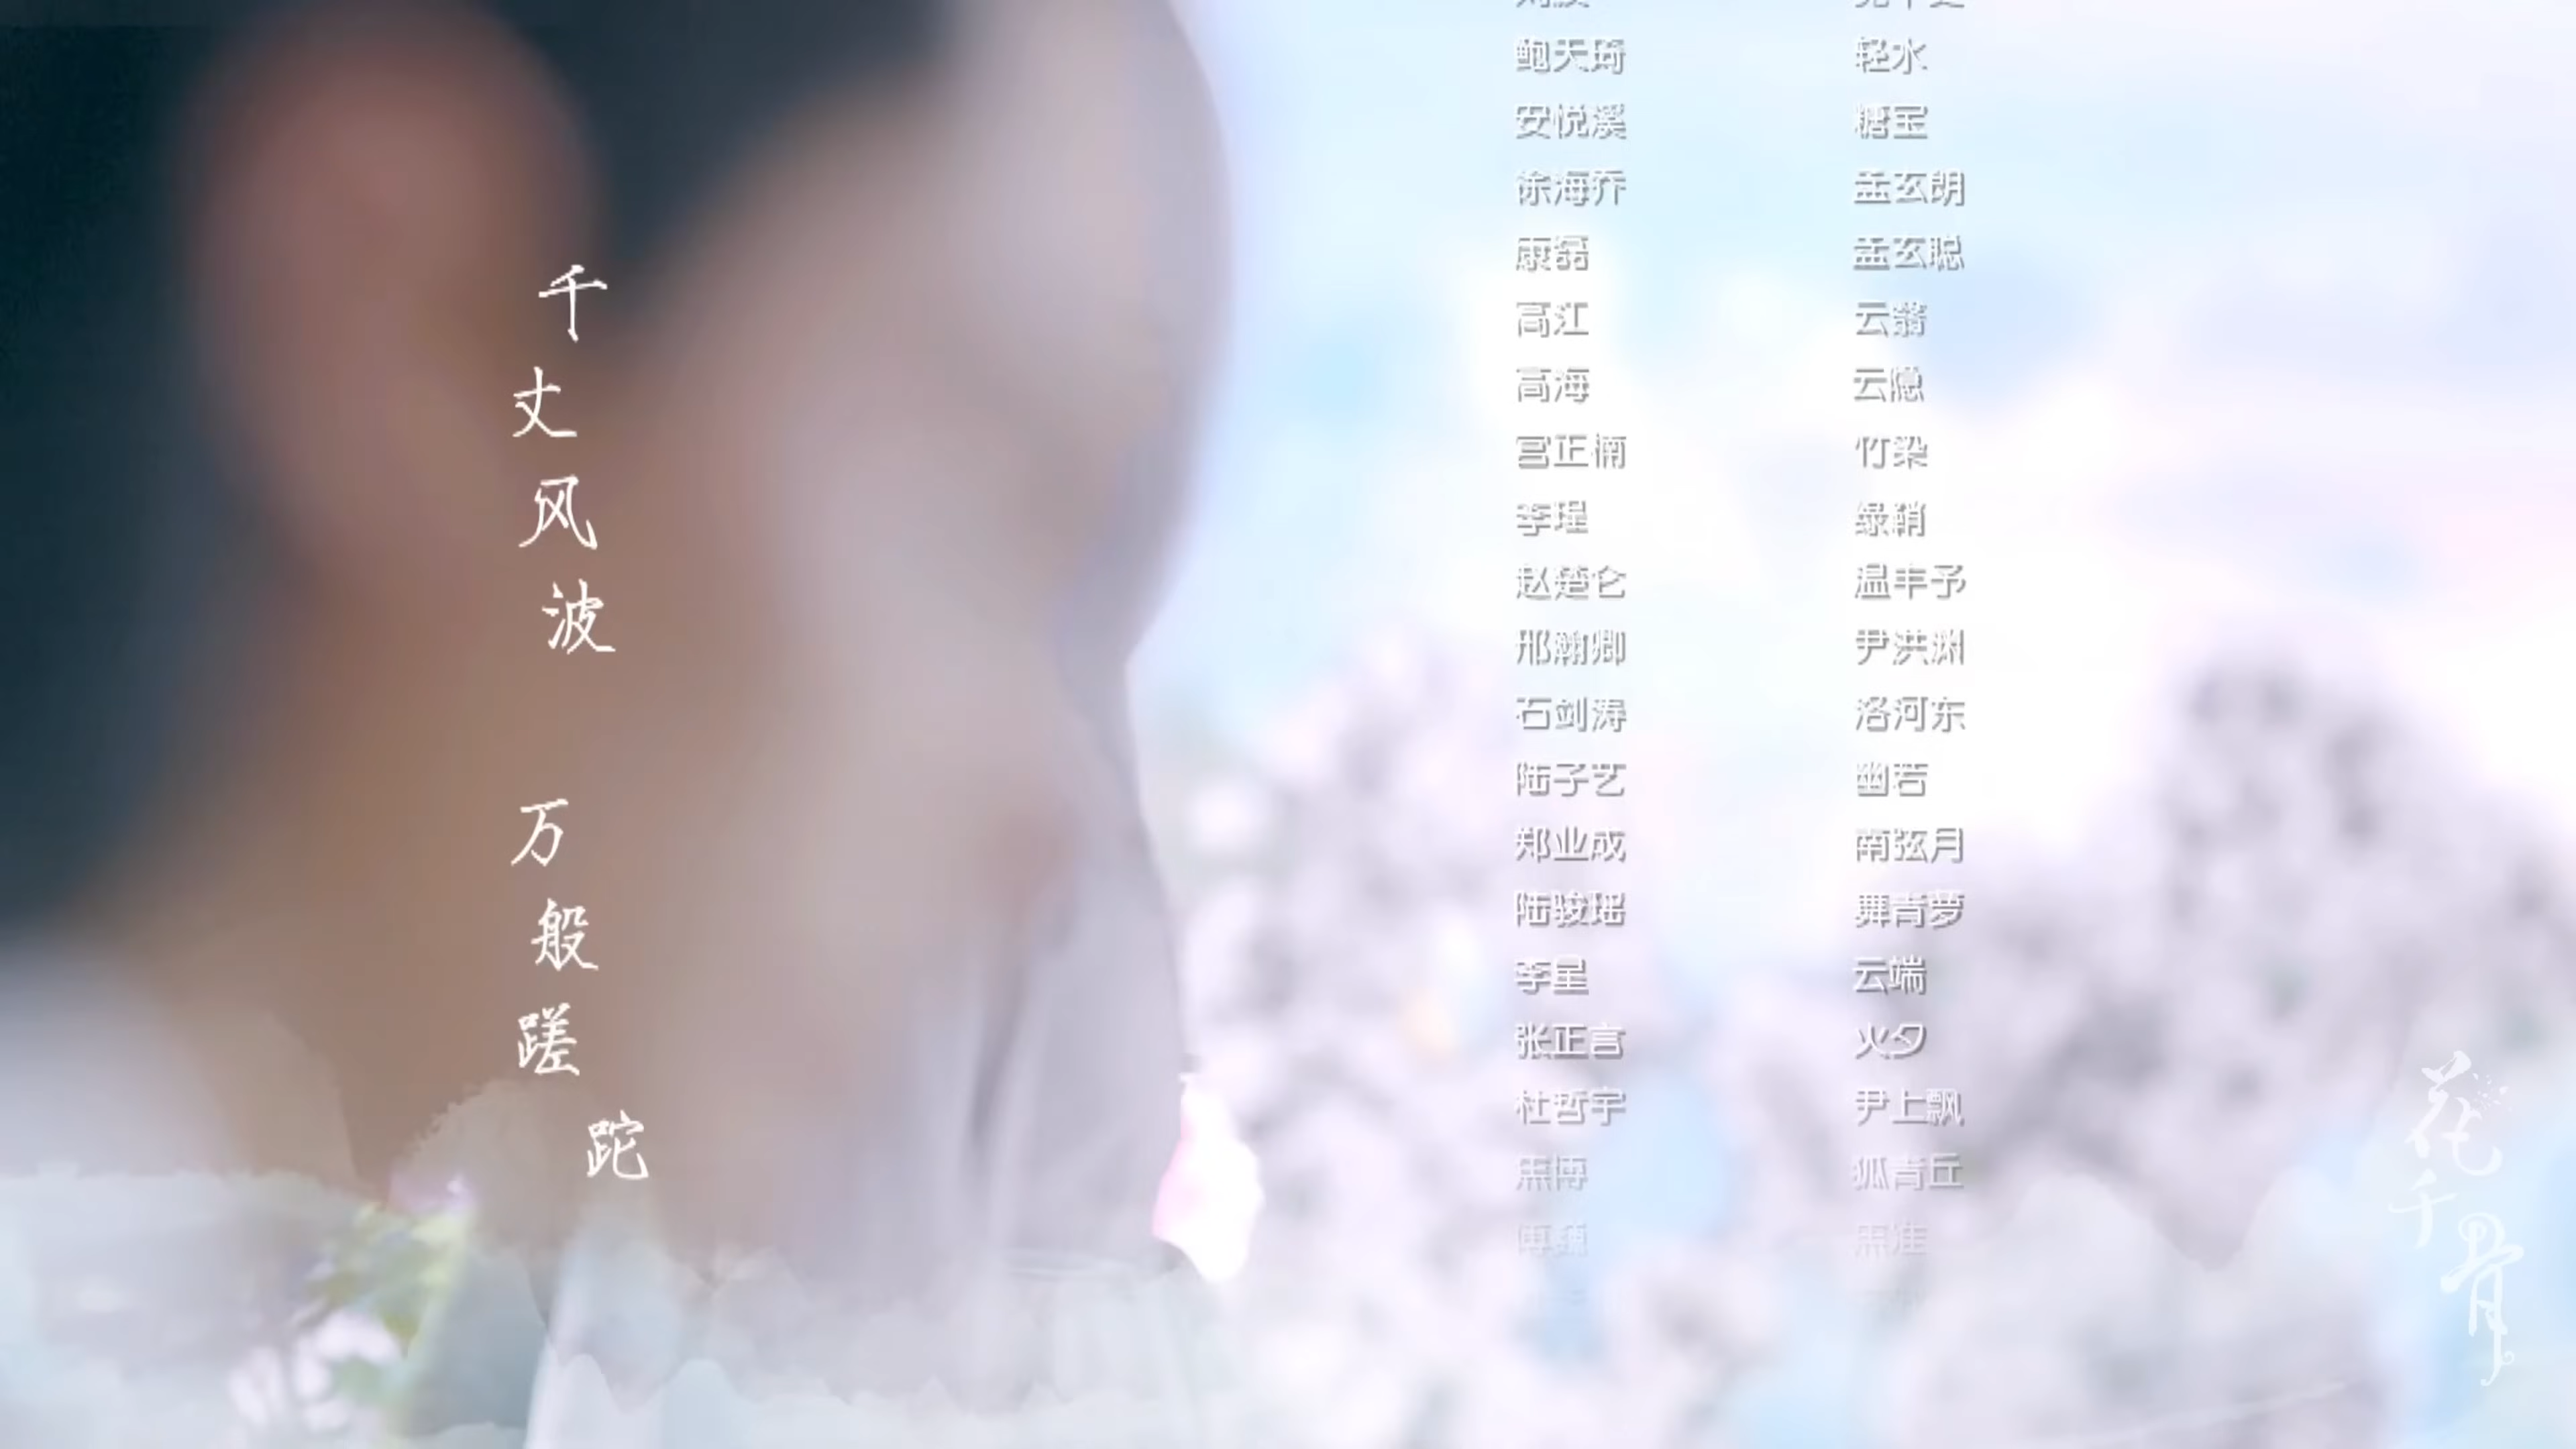 千丈风波 万般蹉跎
鲍天琦 轻水
安悦溪 糖宝
徐海乔 孟玄朗
康磊 孟玄聪
高江 云翳
高海 云隐
宫正楠 竹染
李瑆 绿鞘
赵楚仑 温丰予
邢瀚卿 尹洪渊
石剑涛 洛河东
陆子艺 幽若
郑业成 南弦月
陆骏瑶 舞青萝
李星 云端
张正言 火夕
杜哲宇 尹上飘
焦博 狐青丘
花千骨